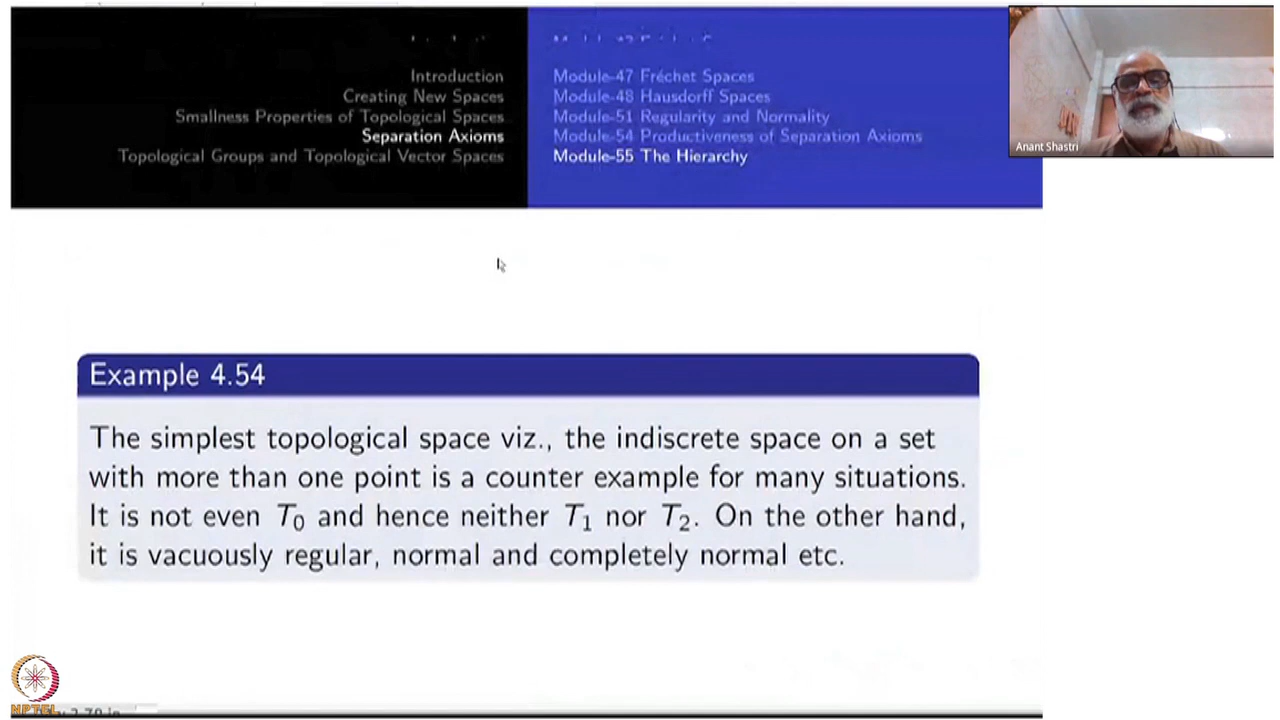 Introduction
Creating New Spaces
Smallness Properties of Topological Spaces
Separation Axioms
Topological Groups and Topological Vector Spaces
Module-47 Fréchet Spaces
Module-48 Hausdorff Spaces
Module-51 Regularity and Normality
Module-54 Productiveness of Separation Axioms
Module-55 The Hierarchy
Anant Shastri
Example 4.54
The simplest topological space viz., the indiscrete space on a set
with more than one point is a counter example for many situations.
It is not even T₀ and hence neither T₁ nor T₂. On the other hand,
it is vacuously regular, normal and completely normal etc.
NPTEL